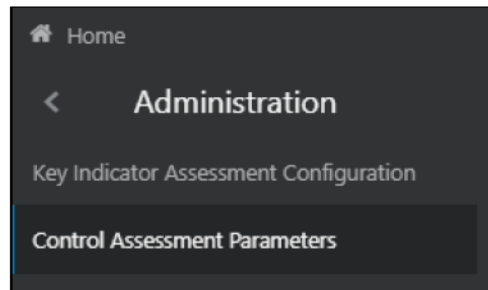 Home
Administration
Key Indicator Assessment Configuration
Control Assessment Parameters